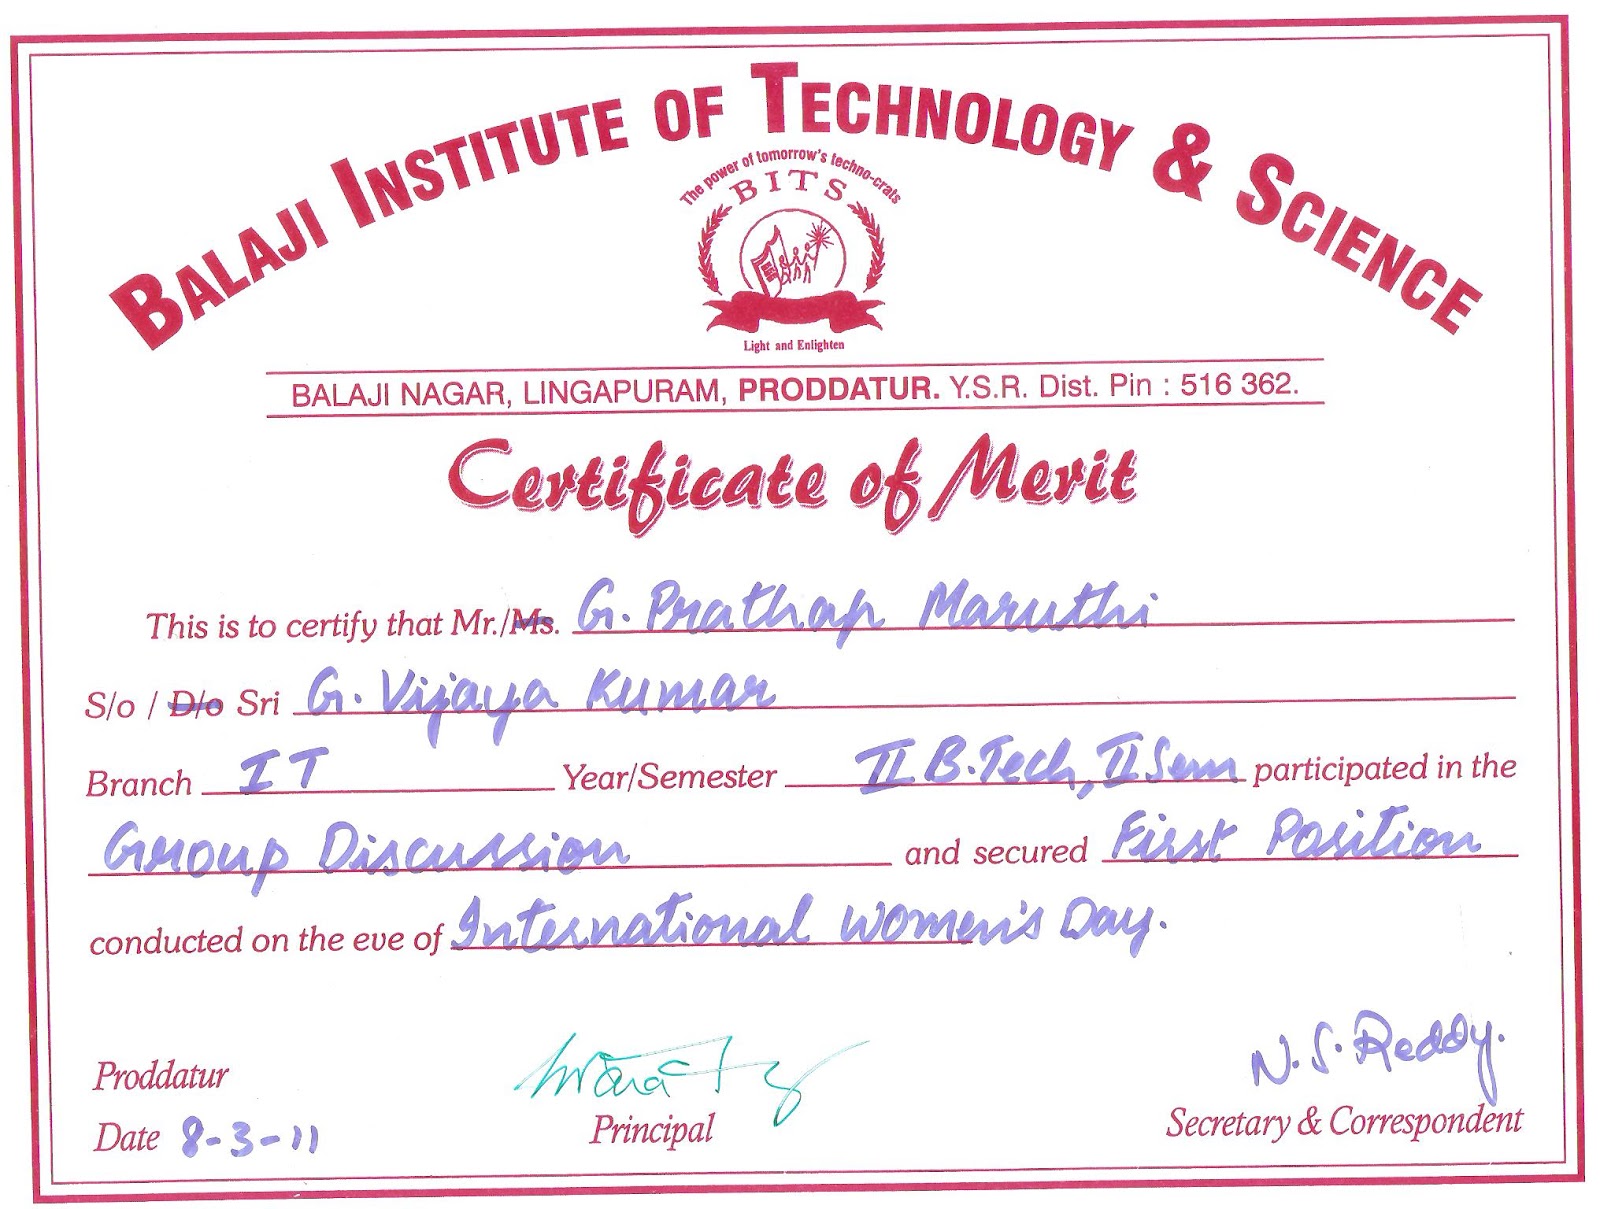 BALAJI INSTITUTE OF TECHNOLOGY & SCIENCE
The power of tomorrow's techno-crats
BITS
Light and Enlighten
BALAJI NAGAR, LINGAPURAM, PRODDATUR. Y.S.R. Dist. Pin : 516 362.
Certificate of Merit
This is to certify that Mr./Ms. G. Prathap Maruthi
S/o / D/o Sri G. Vijaya Kumar
Branch IT Year/Semester II B.Tech, II Sem participated in the
Group Discussion and secured First Position
conducted on the eve of International Women's Day.
N.S. Reddy.
Proddatur
Principal
Secretary & Correspondent
Date 8-3-11